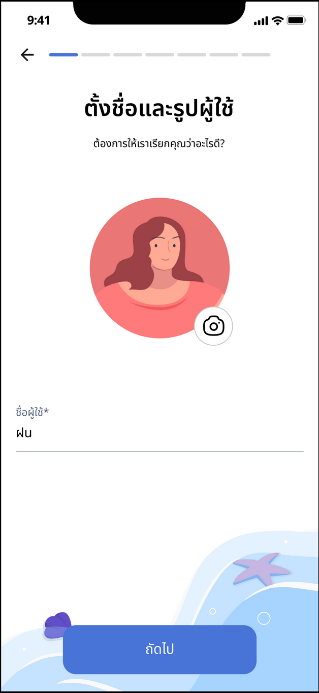 9:41
ตั้งชื่อและรูปผู้ใช้
ต้องการให้เราเรียกคุณว่าอะไรดี?
ชื่อผู้ใช้*
ฝน
ถัดไป